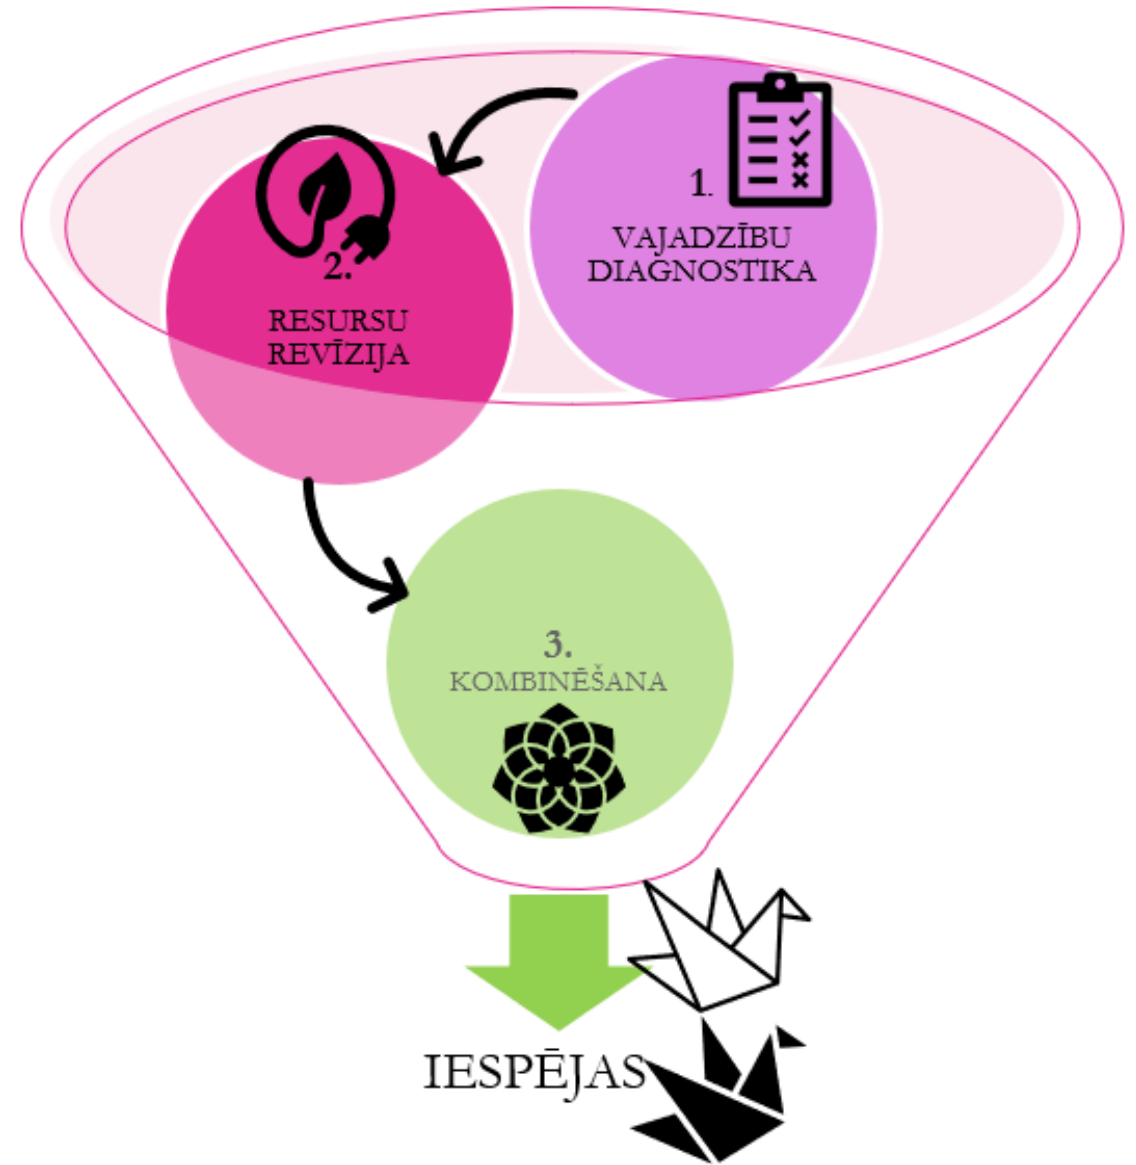 1.
VAJADZĪBU
DIAGNOSTIKA
2.
RESURSU
REVĪZIJA
3.
KOMBINĒŠANA
IESPĒJAS